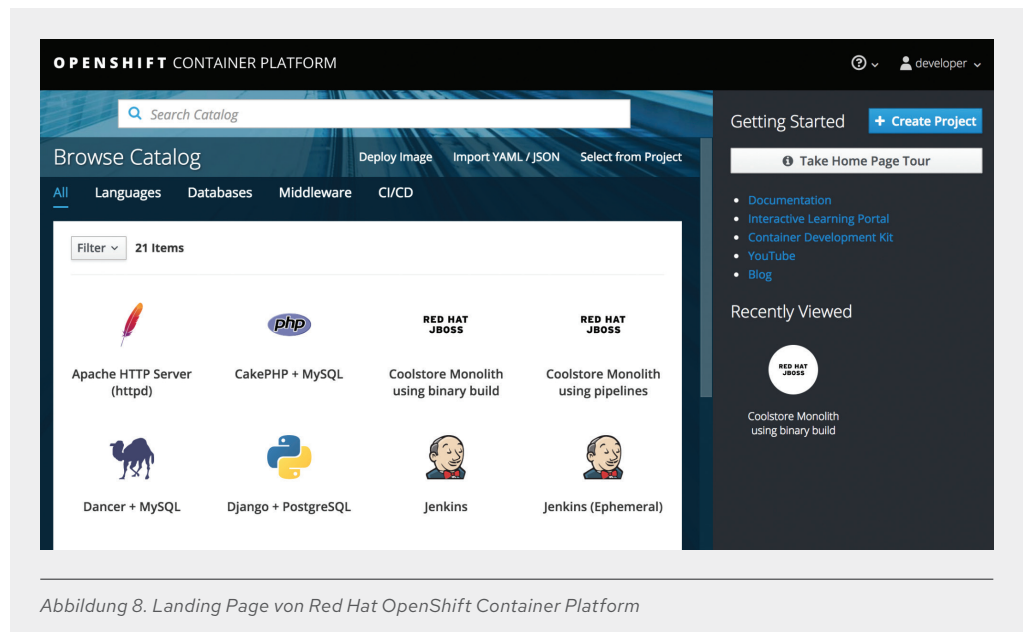 OPENSHIFT CONTAINER PLATFORM
developer
Search Catalog
Browse Catalog
Deploy Image Import YAML / JSON Select from Project
All Languages Databases Middleware CI/CD
Filter 21 Items
php
RED HAT
JBOSS
RED HAT
JBOSS
Apache HTTP Server
(httpd)
CakePHP + MySQL
Coolstore Monolith
using binary build
Coolstore Monolith
using pipelines
Dancer + MySQL
Django + PostgreSQL
Jenkins
Jenkins (Ephemeral)
Getting Started
+ Create Project
Take Home Page Tour
• Documentation
• Interactive Learning Portal
• Container Development Kit
• YouTube
• Blog
Recently Viewed
RED HAT
JBOSS
Coolstore Monolith
using binary build
Abbildung 8. Landing Page von Red Hat OpenShift Container Platform